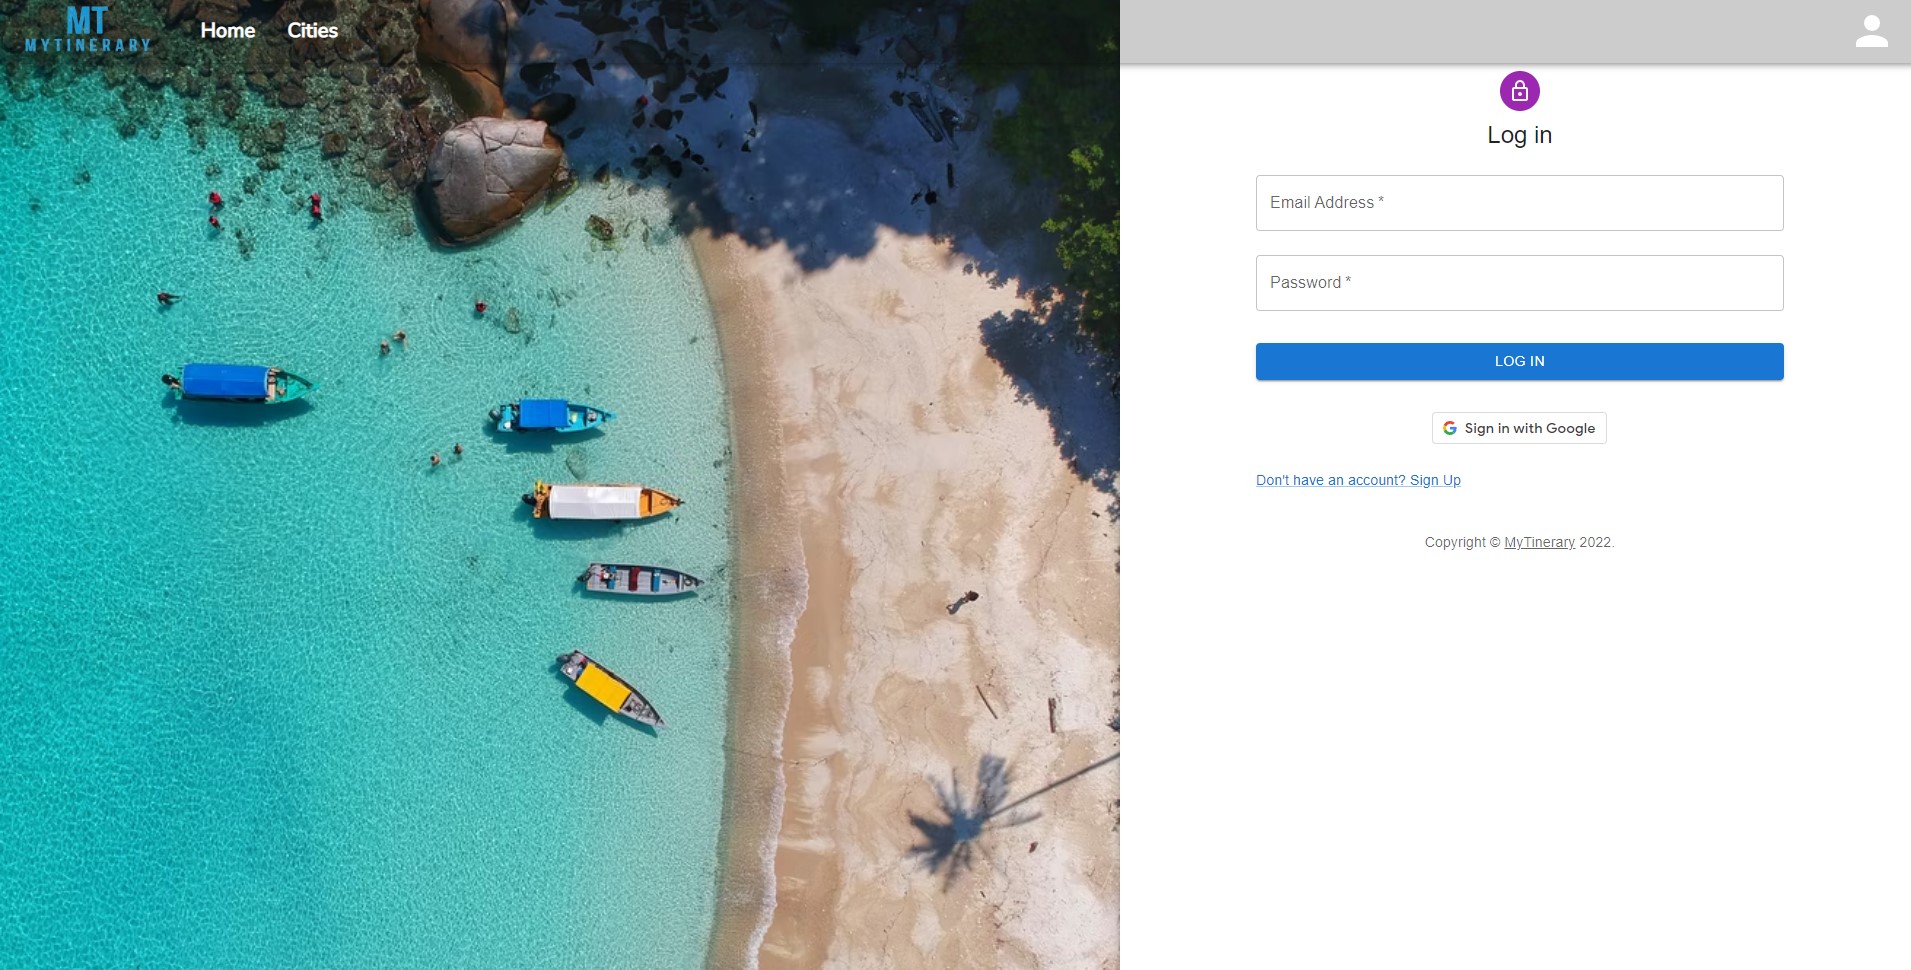 MT
MYTINERARY
Home
Cities
Log in
Email Address *
Password *
LOG IN
Sign in with Google
Don't have an account? Sign Up
Copyright © MyTinerary 2022.